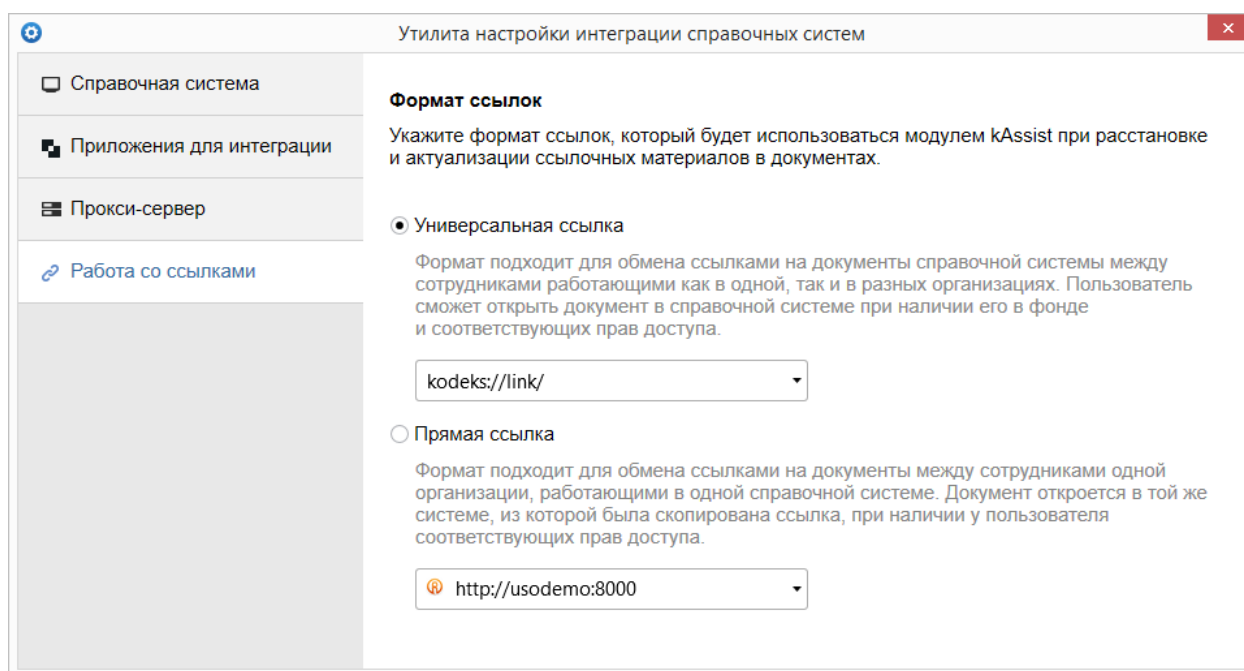 Утилита настройки интеграции справочных систем
Справочная система
Приложения для интеграции
Прокси-сервер
Работа со ссылками
Формат ссылок
Укажите формат ссылок, который будет использоваться модулем kAssist при расстановке
и актуализации ссылочных материалов в документах.
Универсальная ссылка
Формат подходит для обмена ссылками на документы справочной системы между
сотрудниками работающими как в одной, так и в разных организациях. Пользователь
сможет открыть документ в справочной системе при наличии его в фонде
и соответствующих прав доступа.
kodeks://link/
Прямая ссылка
Формат подходит для обмена ссылками на документы между сотрудниками одной
организации, работающими в одной справочной системе. Документ откроется в той же
системе, из которой была скопирована ссылка, при наличии у пользователя
соответствующих прав доступа.
http://usodemo:8000